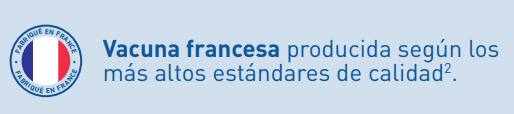 FABRIQUÉ EN FRANCE
FABRIQUÉ EN FRANCE
Vacuna francesa producida según los
más altos estándares de calidad².